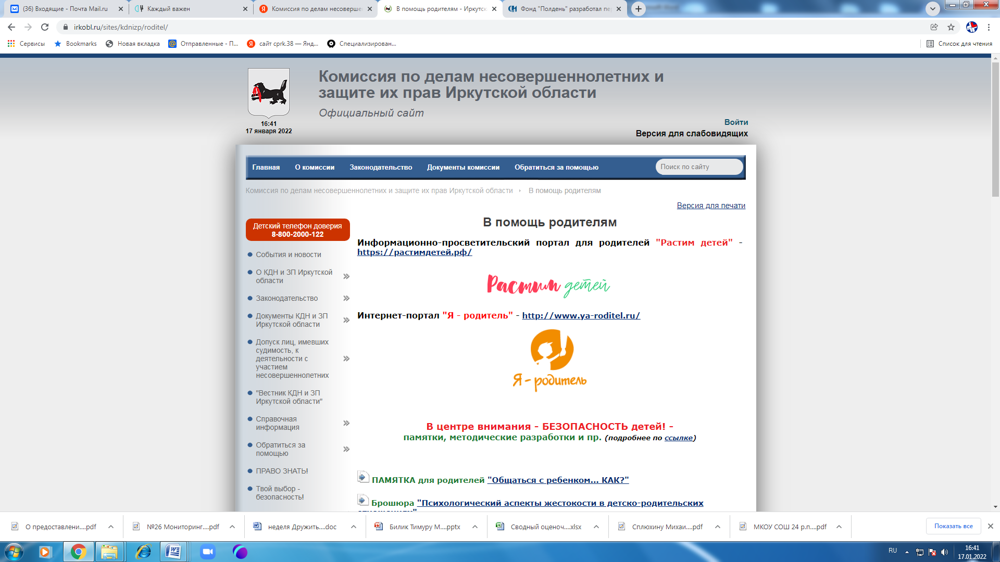 (36) Входящие - Почта Mail.ru
Каждый важен
Комиссия по делам несоверше
В помощь родителям - Иркутск
Фонд "Полдень" разработал пе
irkobl.ru/sites/kdnizp/roditel/
Сервисы
Bookmarks
Новая вкладка
Отправленные - П...
сайт cprk.38 — Янд...
Специализирован...
Список для чтения
Комиссия по делам несовершеннолетних и
защите их прав Иркутской области
Официальный сайт
16:41
17 января 2022
Войти
Версия для слабовидящих
Главная
О комиссии
Законодательство
Документы комиссии
Обратиться за помощью
Поиск по сайту
Комиссия по делам несовершеннолетних и защите их прав Иркутской области
В помощь родителям
Версия для печати
Детский телефон доверия
8-800-2000-122
События и новости
О КДН и ЗП Иркутской
области
Законодательство
Документы КДН и ЗП
Иркутской области
Допуск лиц, имевших
судимость, к
деятельности с
участием
несовершеннолетних
"Вестник КДН и ЗП
Иркутской области"
Справочная
информация
Обратиться за
помощью
ПРАВО ЗНАТЬ!
Твой выбор -
безопасность!
В помощь родителям
Информационно-просветительский портал для родителей "Растим детей" -
https://растимдетей.рф/
Растим детей
Интернет-портал "Я - родитель" - http://www.ya-roditel.ru/
Я - родитель
В центре внимания - БЕЗОПАСНОСТЬ детей! -
памятки, методические разработки и пр. (подробнее по ссылке)
ПАМЯТКА для родителей "Общаться с ребенком... КАК?"
Брошюра "Психологический аспекты жестокости в детско-родительских
отношениях"
О предоставлени....pdf
№26 Мониторинг....pdf
неделя Дружить....doc
Билик Тимуру М....pptx
Сводный оценоч....xlsx
Сплюхину Михаи....pdf
МКОУ СОШ 24 р.п....pdf
Показать все
RU
16:41
17.01.2022